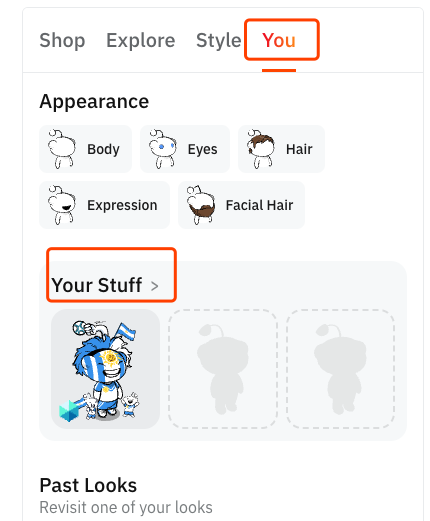 Shop Explore Style You
Appearance
Body Eyes Hair
Expression Facial Hair
Your Stuff >
Past Looks
Revisit one of your looks